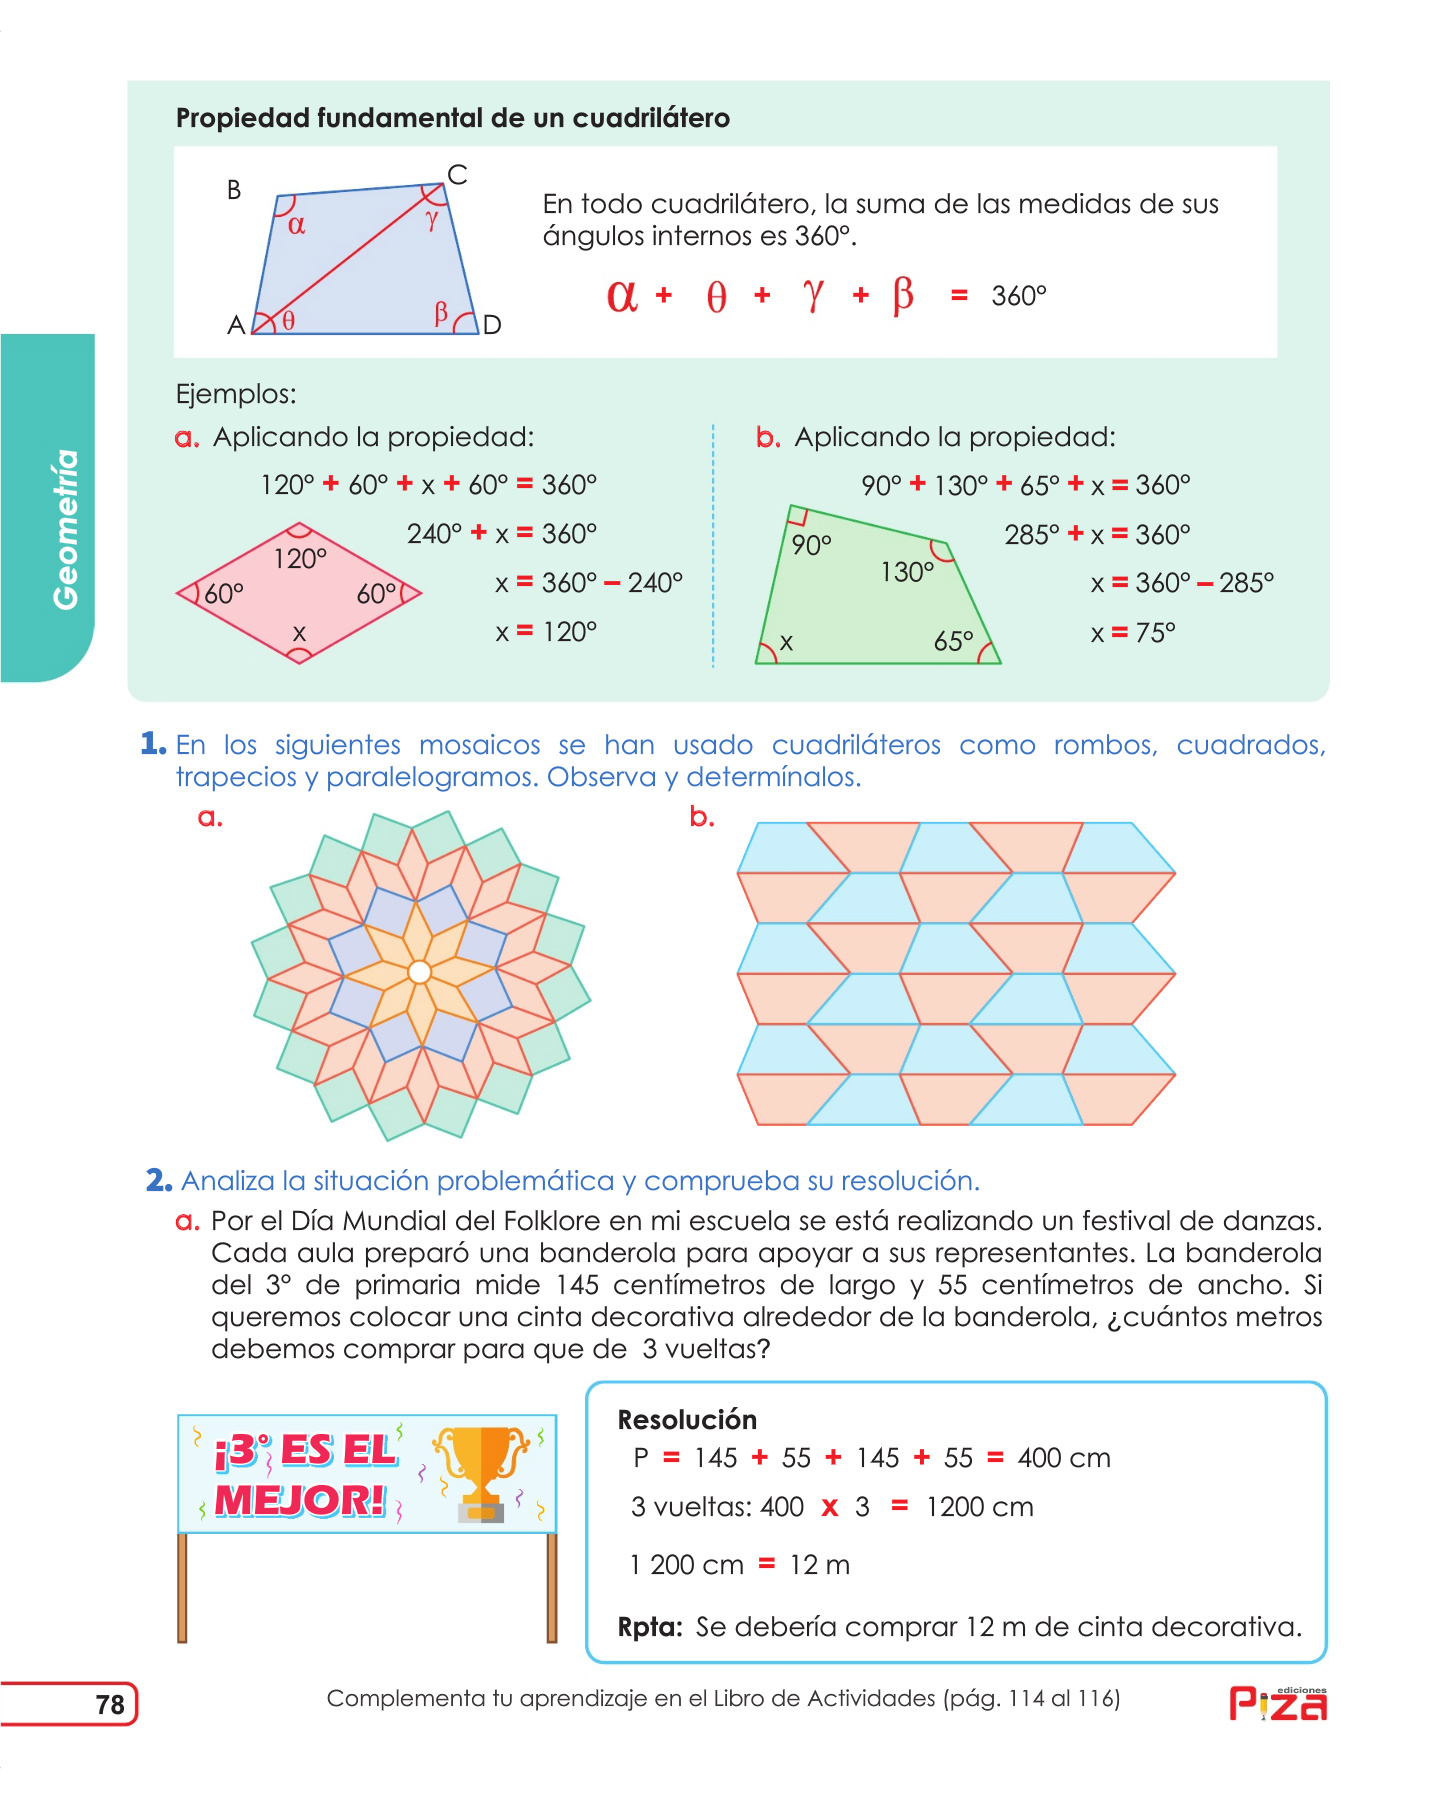 Propiedad fundamental de un cuadrilátero
B
C
α
γ
A
θ
β
D
En todo cuadrilátero, la suma de las medidas de sus
ángulos internos es 360°.
α + θ + γ + β = 360°
Ejemplos:
a. Aplicando la propiedad:
120° + 60° + x + 60° = 360°
240° + x = 360°
x = 360° – 240°
x = 120°
120°
60°
60°
x
b. Aplicando la propiedad:
90° + 130° + 65° + x = 360°
285° + x = 360°
x = 360° – 285°
x = 75°
90°
130°
x
65°
Geometría
1. En los siguientes mosaicos se han usado cuadriláteros como rombos, cuadrados,
trapecios y paralelogramos. Observa y determínalos.
a.
b.
2. Analiza la situación problemática y comprueba su resolución.
a. Por el Día Mundial del Folklore en mi escuela se está realizando un festival de danzas.
Cada aula preparó una banderola para apoyar a sus representantes. La banderola
del 3° de primaria mide 145 centímetros de largo y 55 centímetros de ancho. Si
queremos colocar una cinta decorativa alrededor de la banderola, ¿cuántos metros
debemos comprar para que de 3 vueltas?
¡3° ES EL
MEJOR!
Resolución
P = 145 + 55 + 145 + 55 = 400 cm
3 vueltas: 400 x 3 = 1200 cm
1 200 cm = 12 m
Rpta: Se debería comprar 12 m de cinta decorativa.
78
Complementa tu aprendizaje en el Libro de Actividades (pág. 114 al 116)
ediciones
Piza